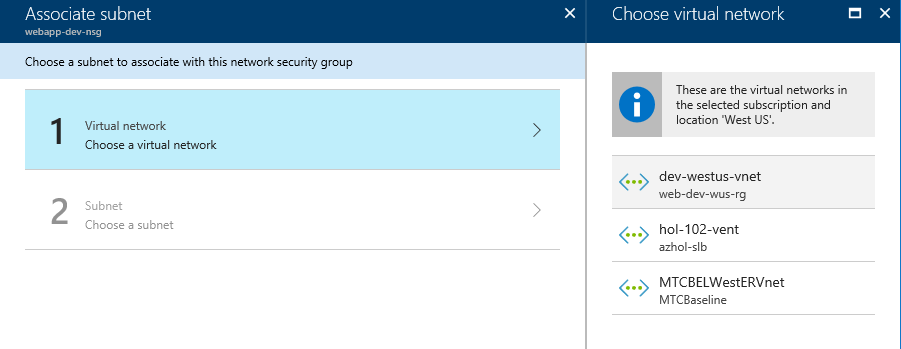 Associate subnet
webapp-dev-nsg
Choose a subnet to associate with this network security group
1
Virtual network
Choose a virtual network
2
Subnet
Choose a subnet
Choose virtual network
These are the virtual networks in
the selected subscription and
location 'West US'.
dev-westus-vnet
web-dev-wus-rg
hol-102-vent
azhol-slb
MTCBELWestERVnet
MTCBaseline